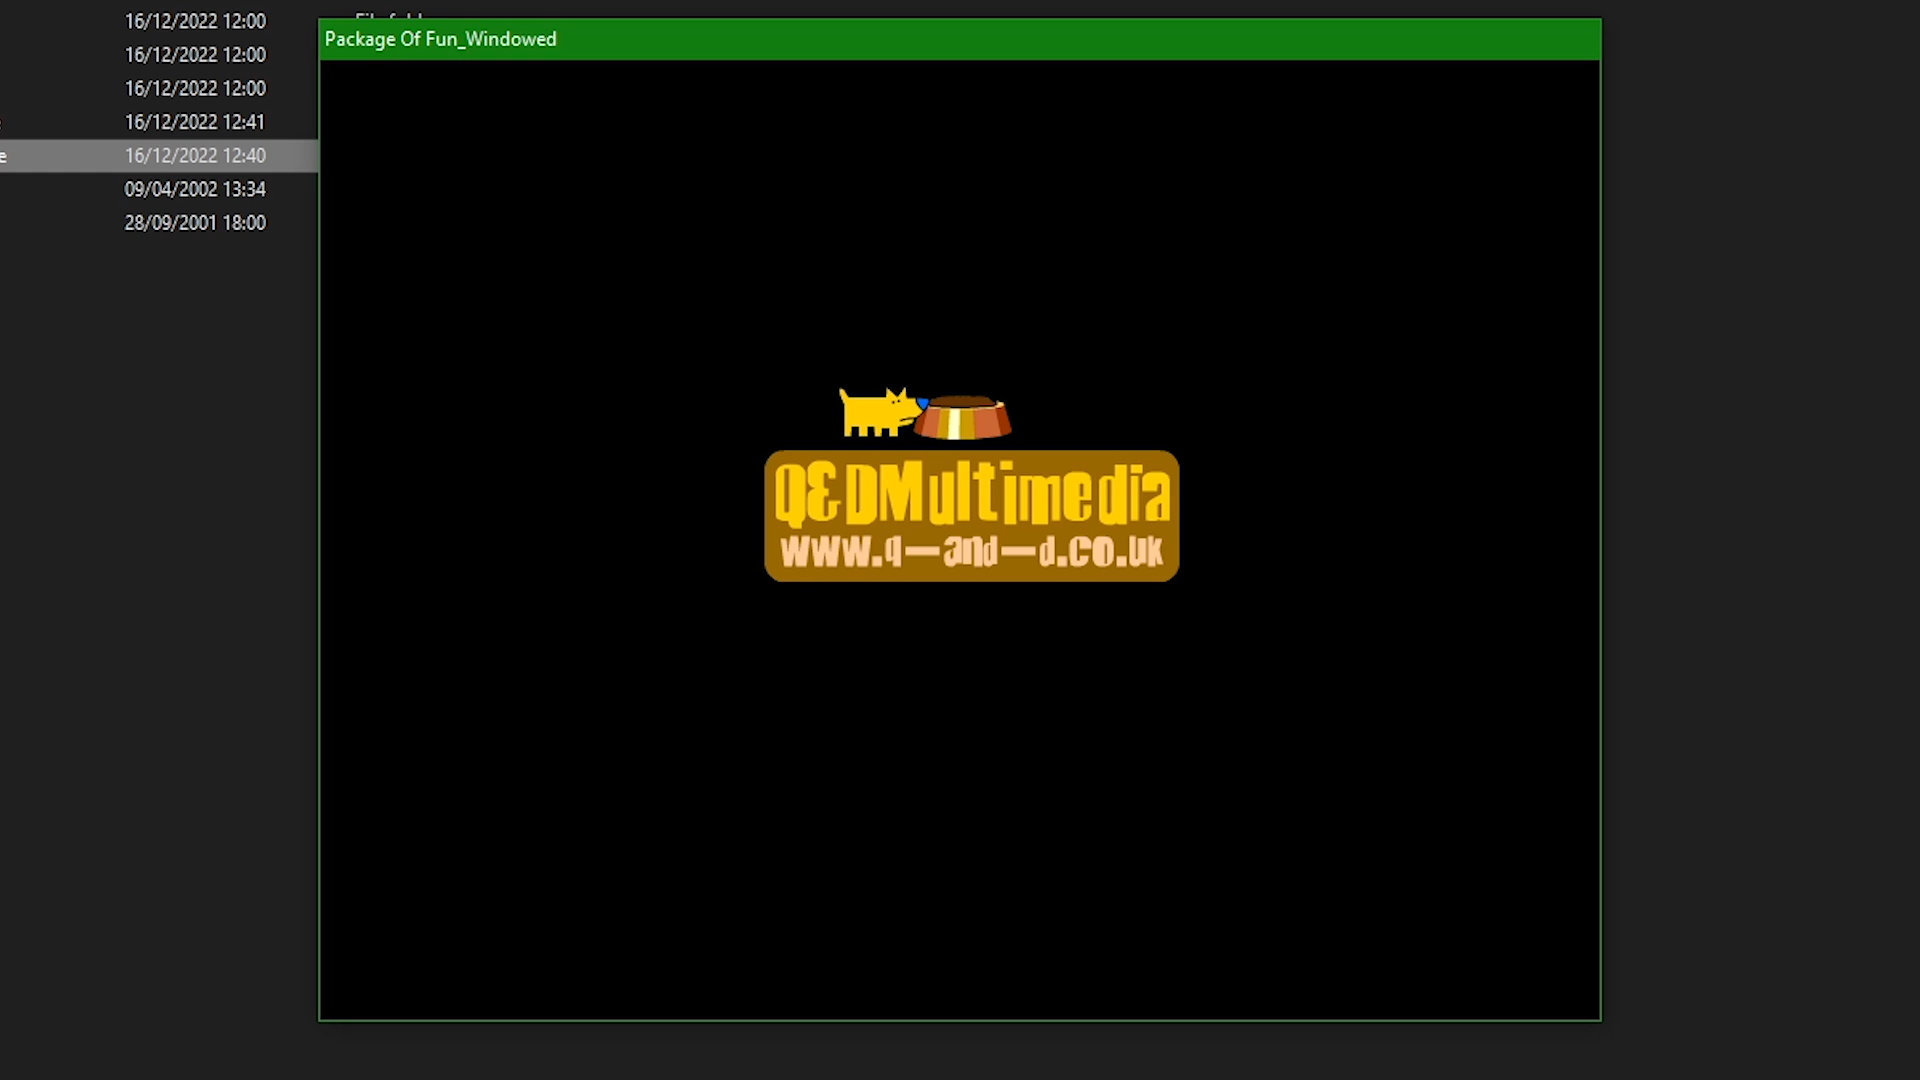 16/12/2022 12:00
16/12/2022 12:00
16/12/2022 12:00
16/12/2022 12:41
e 16/12/2022 12:40
09/04/2002 13:34
28/09/2001 18:00
Package Of Fun_Windowed
Q&DMultimedia
www.q-and-d.co.uk